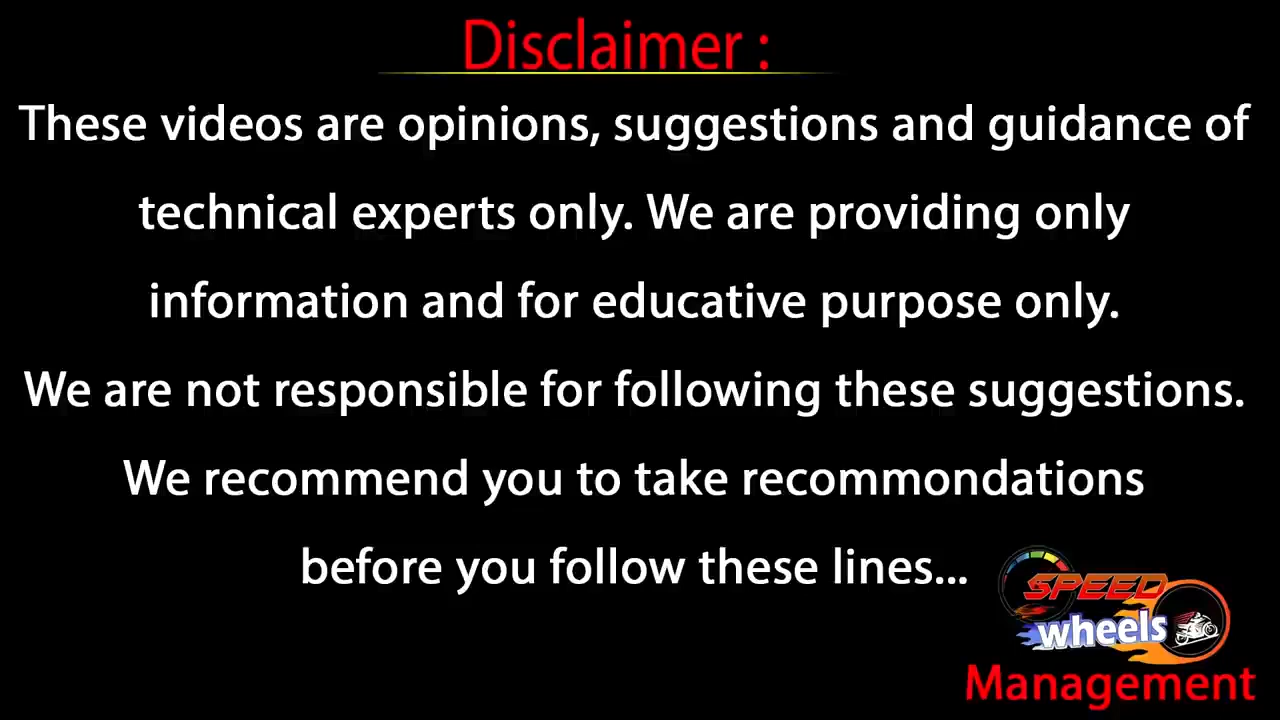 Disclaimer :
These videos are opinions, suggestions and guidance of
technical experts only. We are providing only
information and for educative purpose only.
We are not responsible for following these suggestions.
We recommend you to take recommondations
before you follow these lines...
SPEED
wheels
Management